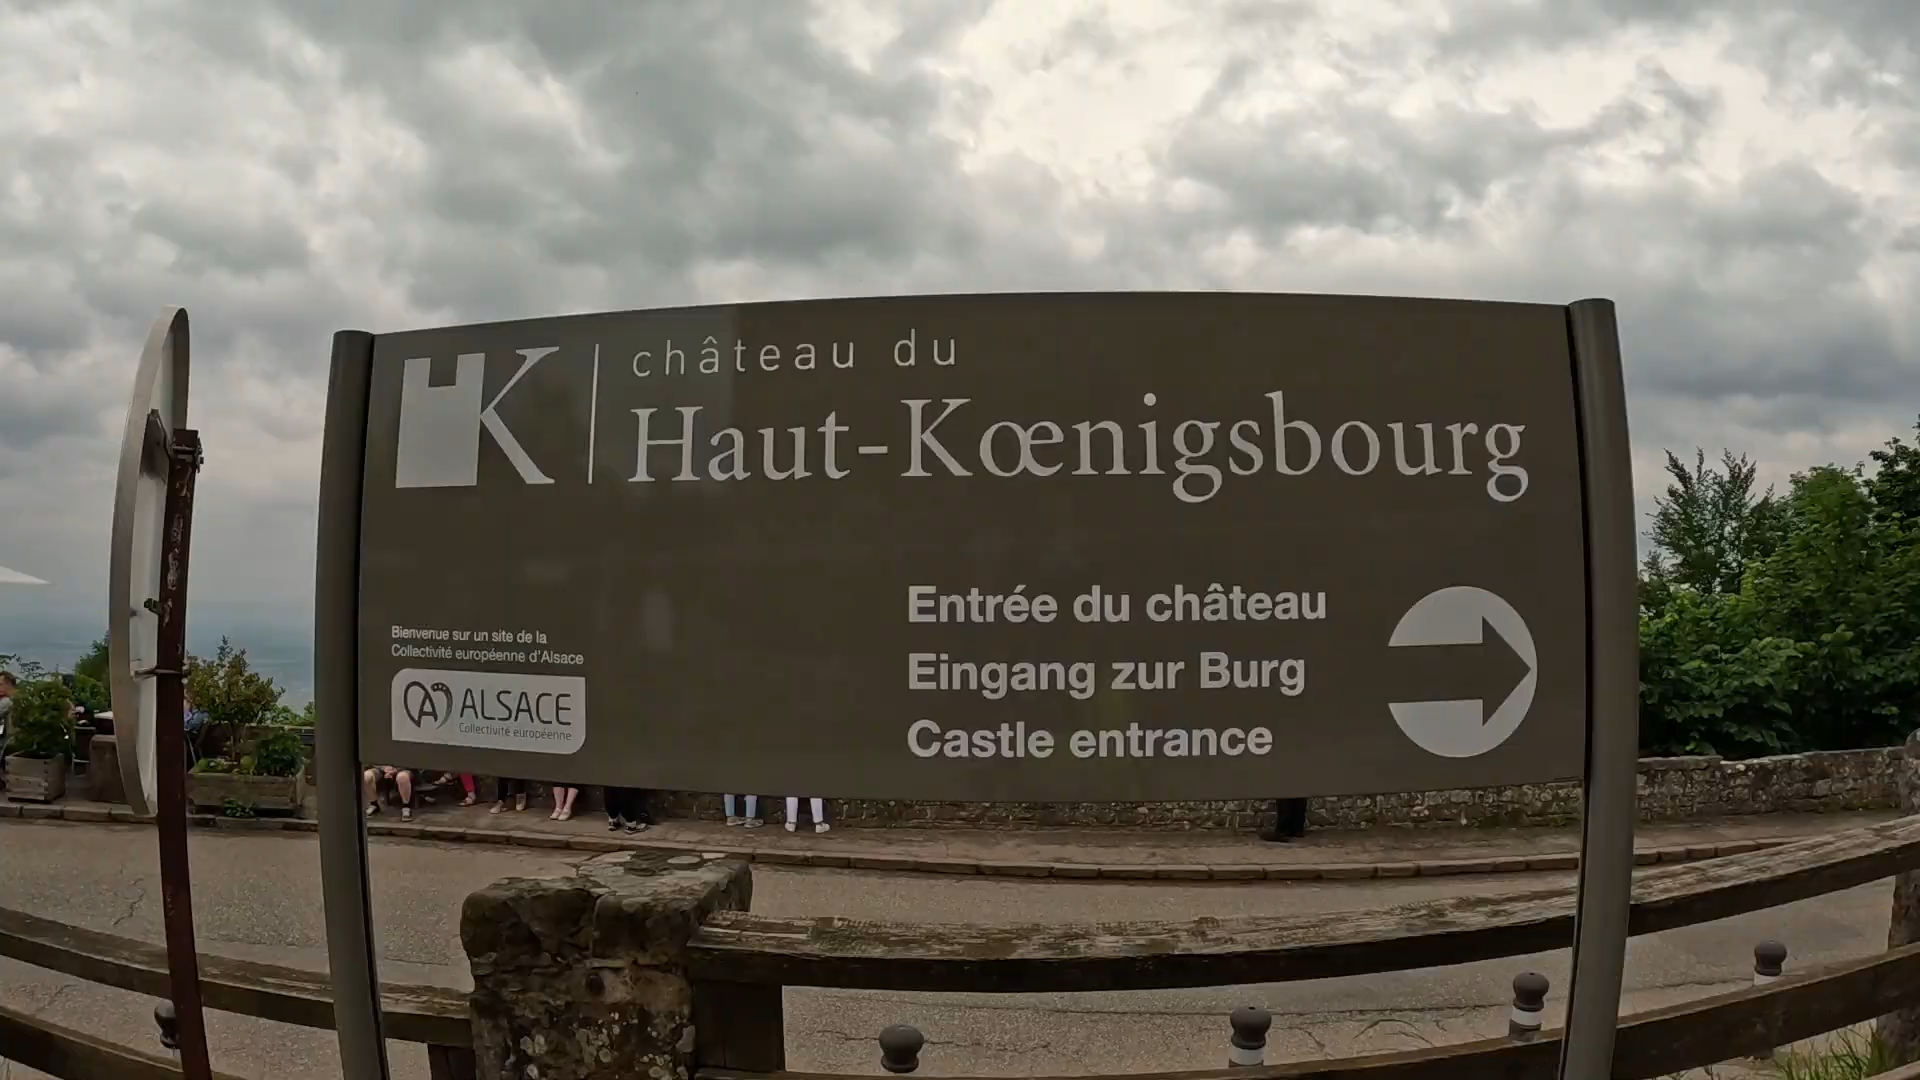 K
château du
Haut-Kœnigsbourg
Entrée du château
Eingang zur Burg
Castle entrance
Bienvenue sur un site de la
Collectivité européenne d'Alsace
ALSACE
Collectivité européenne